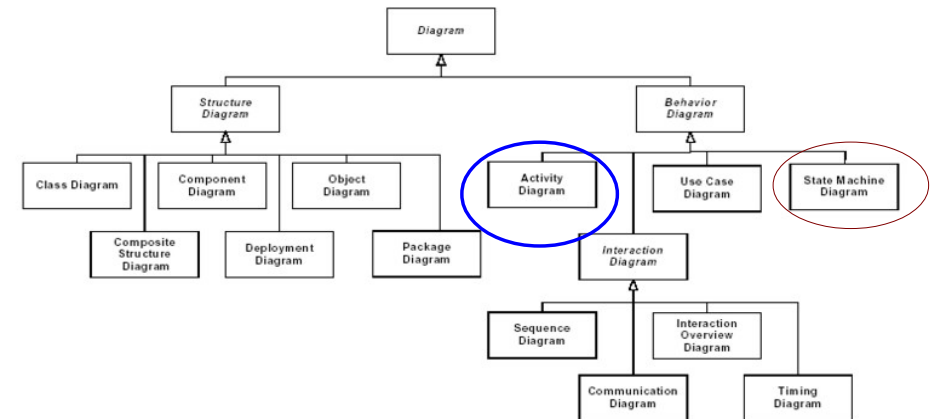 Diagram
Structure
Diagram
Behavior
Diagram
Class Diagram
Component
Diagram
Object
Diagram
Activity
Diagram
Use Case
Diagram
State Machine
Diagram
Composite
Structure
Diagram
Deployment
Diagram
Package
Diagram
Interaction
Diagram
Sequence
Diagram
Interaction
Overview
Diagram
Communication
Diagram
Timing
Diagram